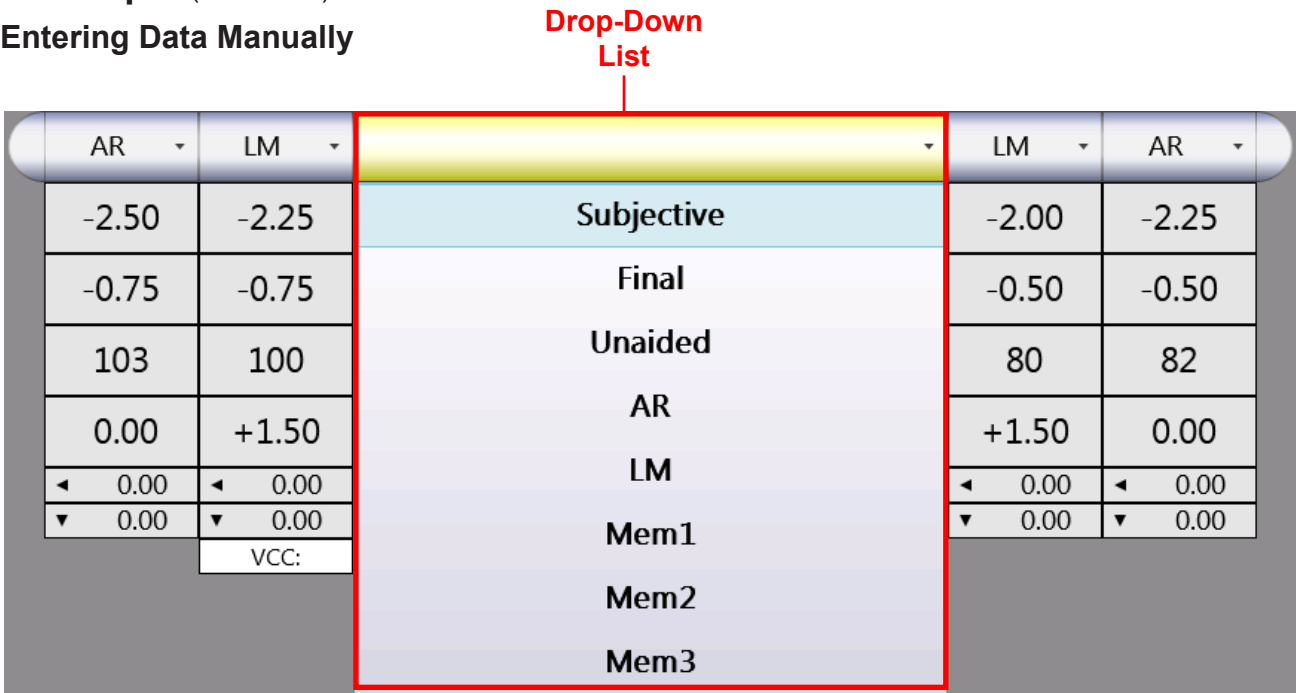 Entering Data Manually
Drop-Down
List
AR LM LM AR
-2.50 -2.25 Subjective -2.00 -2.25
-0.75 -0.75 Final -0.50 -0.50
103 100 Unaided 80 82
0.00 +1.50 AR +1.50 0.00
◄ 0.00 ◄ 0.00 LM ◄ 0.00 ◄ 0.00
▼ 0.00 ▼ 0.00 Mem1 ▼ 0.00 ▼ 0.00
VCC:
Mem2
Mem3